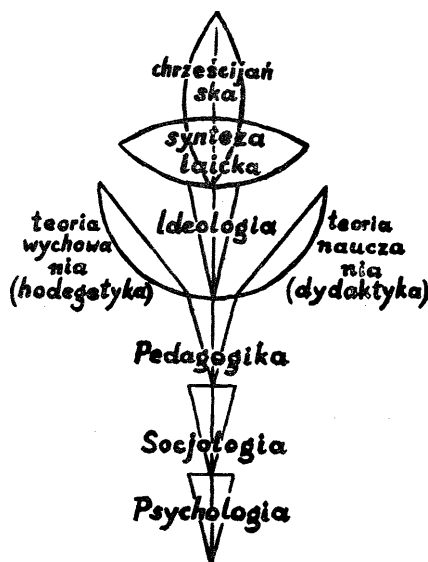 chrześcijań
ska
synteza
laicka
Ideologia
teoria
wychowa
nia
(hodegetyka)
teoria
naucza
nia
(dydaktyka)
Pedagogika
Socjologia
Psychologia